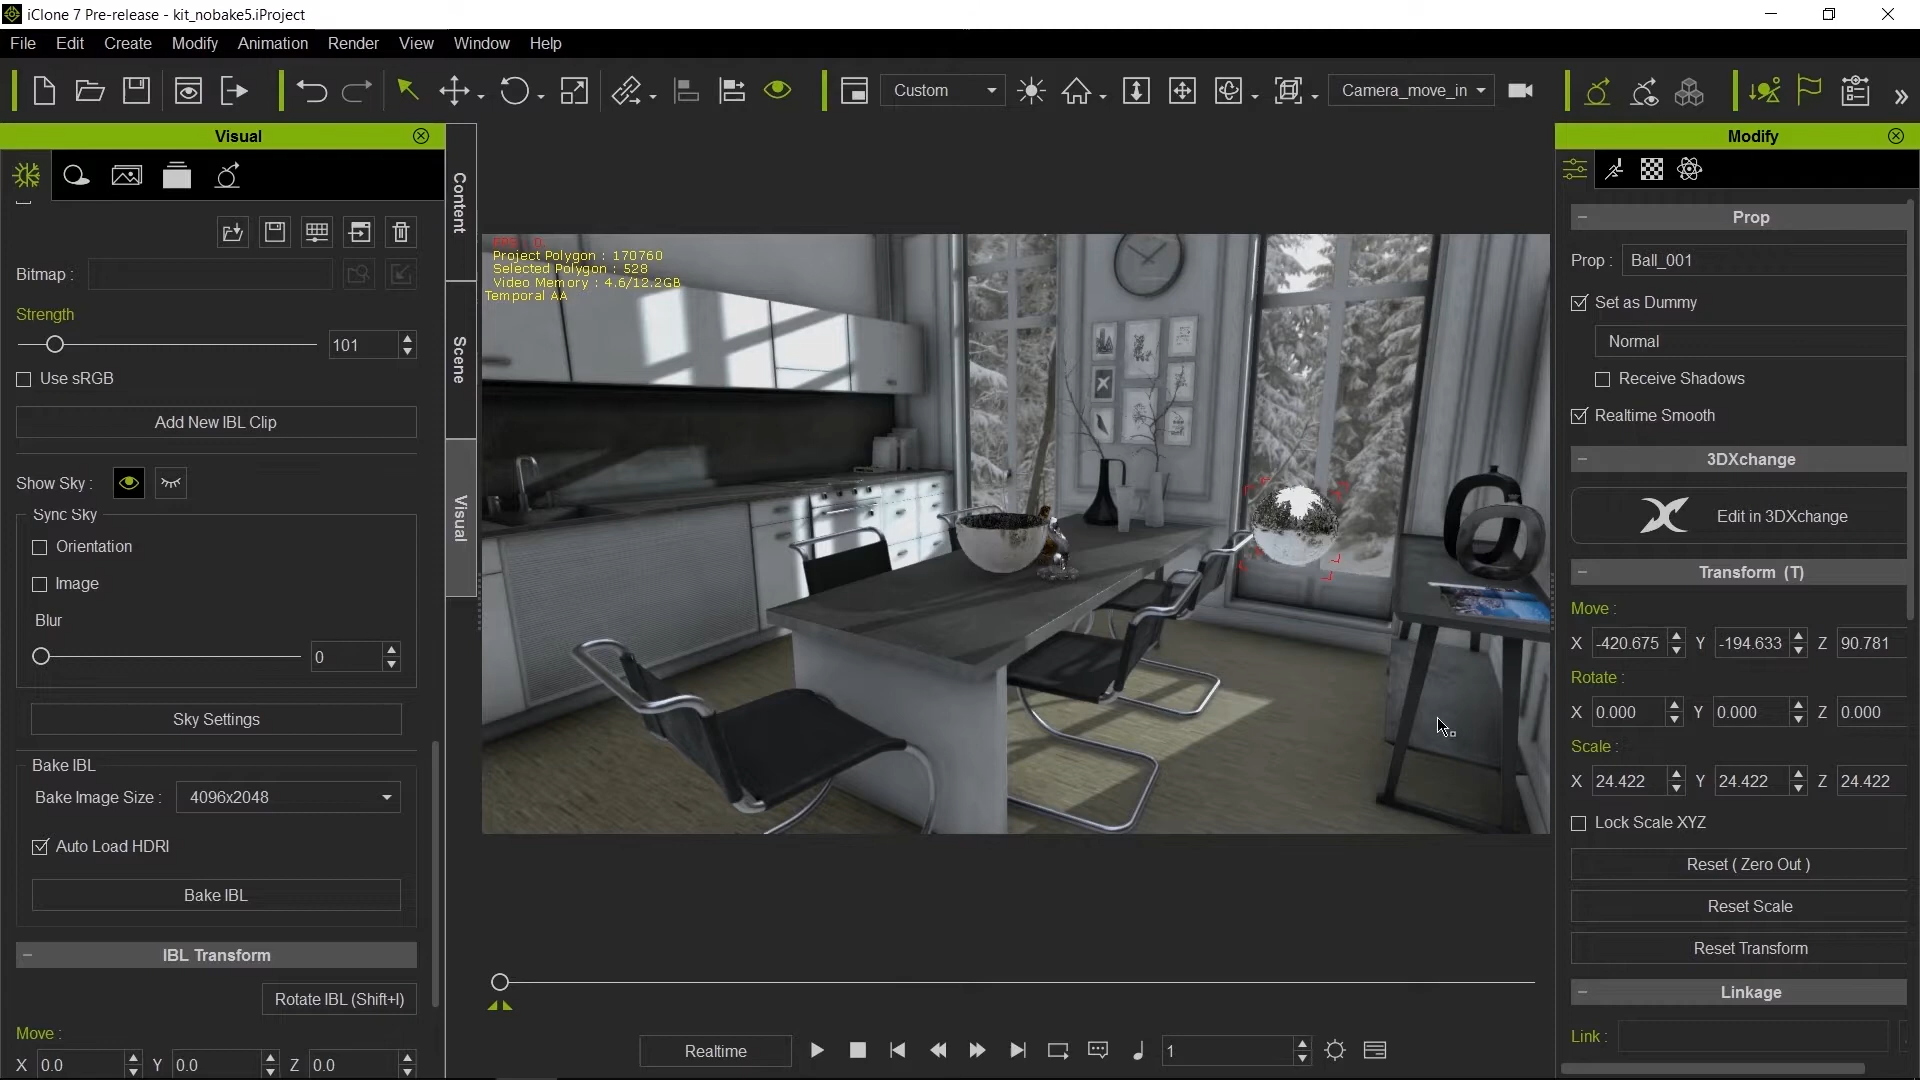 iClone 7 Pre-release - kit_nobake5.iProject
File Edit Create Modify Animation Render View Window Help
Custom Camera_move_in
Visual
Content
Scene
Visual
Bitmap :
Strength
101
Use sRGB
Add New IBL Clip
Show Sky :
Sync Sky
Orientation
Image
Blur
0
Sky Settings
Bake IBL
Bake Image Size : 4096x2048
Auto Load HDRI
Bake IBL
IBL Transform
Rotate IBL (Shift+I)
Move :
X 0.0 Y 0.0 Z 0.0
Project Polygon : 170760
Selected Polygon : 528
Video Memory : 4.6/12.2GB
Temporal AA
Realtime
1
Modify
Prop
Prop : Ball_001
Set as Dummy
Normal
Receive Shadows
Realtime Smooth
3DXchange
Edit in 3DXchange
Transform (T)
Move :
X -420.675 Y -194.633 Z 90.781
Rotate :
X 0.000 Y 0.000 Z 0.000
Scale :
X 24.422 Y 24.422 Z 24.422
Lock Scale XYZ
Reset ( Zero Out )
Reset Scale
Reset Transform
Linkage
Link :